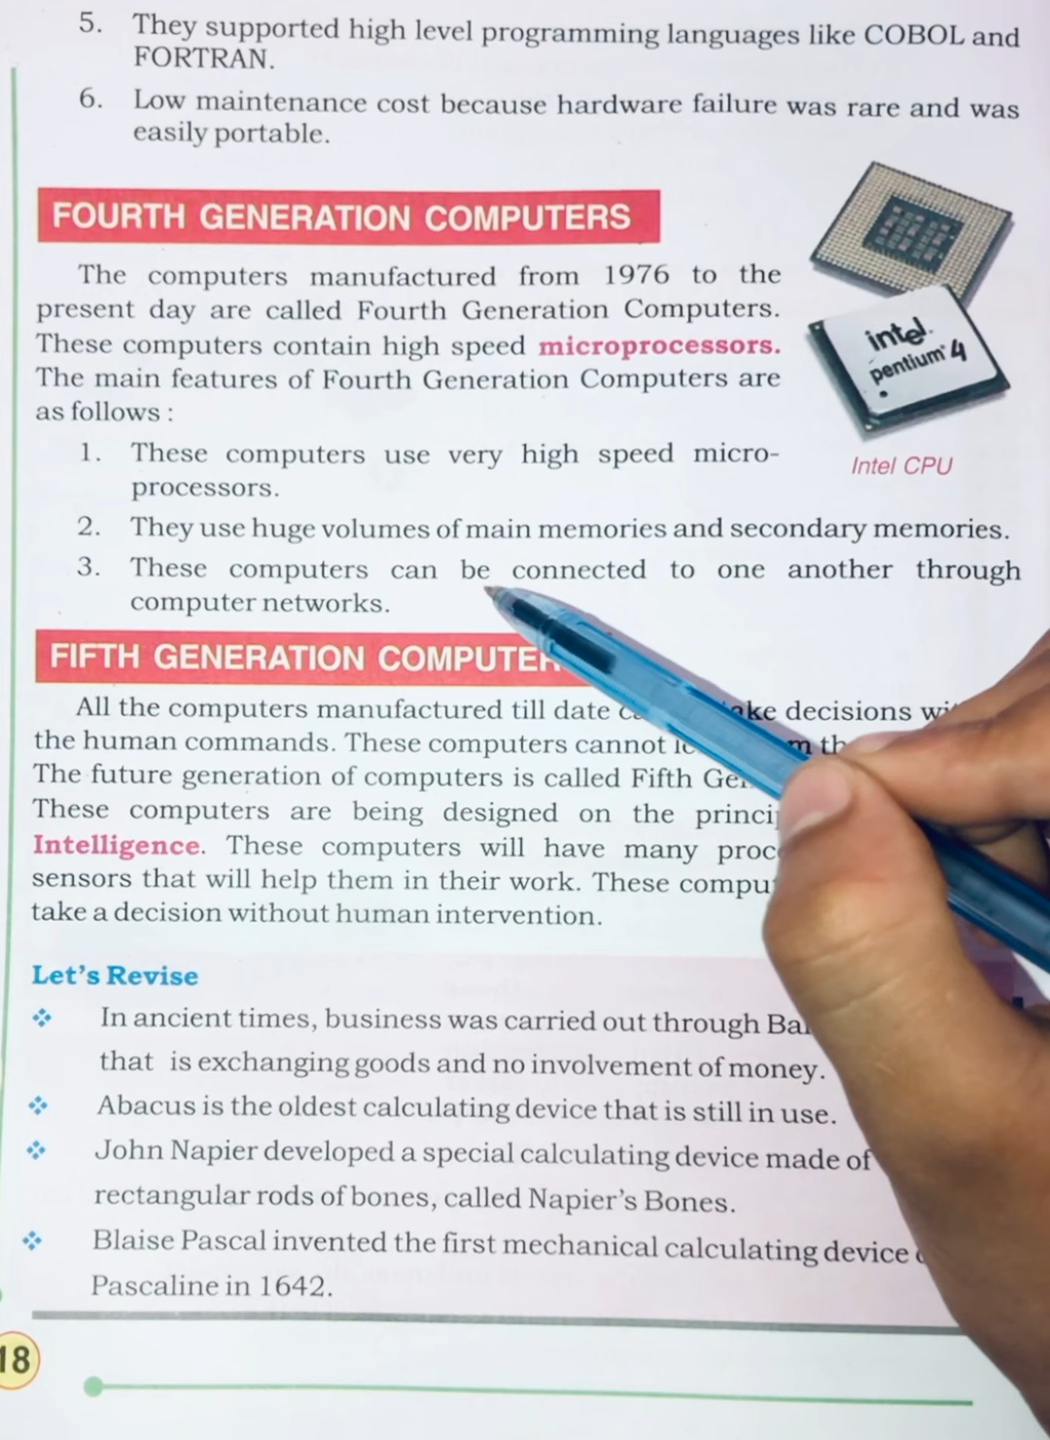 5. They supported high level programming languages like COBOL and
FORTRAN.
6. Low maintenance cost because hardware failure was rare and was
easily portable.
FOURTH GENERATION COMPUTERS
The computers manufactured from 1976 to the
present day are called Fourth Generation Computers.
These computers contain high speed microprocessors.
The main features of Fourth Generation Computers are
as follows :
intel
pentium 4
Intel CPU
1. These computers use very high speed micro-
processors.
2. They use huge volumes of main memories and secondary memories.
3. These computers can be connected to one another through
computer networks.
FIFTH GENERATION
All the computers manufactured till date decisions
the human commands. These computers cannot
The future generation of computers is called Fifth
These computers are being designed on the
Intelligence. These computers will have many
sensors that will help them in their work. These
take a decision without human intervention.
Let's Revise
❖ In ancient times, business was carried out through
that is exchanging goods and no involvement of money.
❖ Abacus is the oldest calculating device that is still in use.
❖ John Napier developed a special calculating device made of
rectangular rods of bones, called Napier's Bones.
❖ Blaise Pascal invented the first mechanical calculating device
Pascaline in 1642.
18